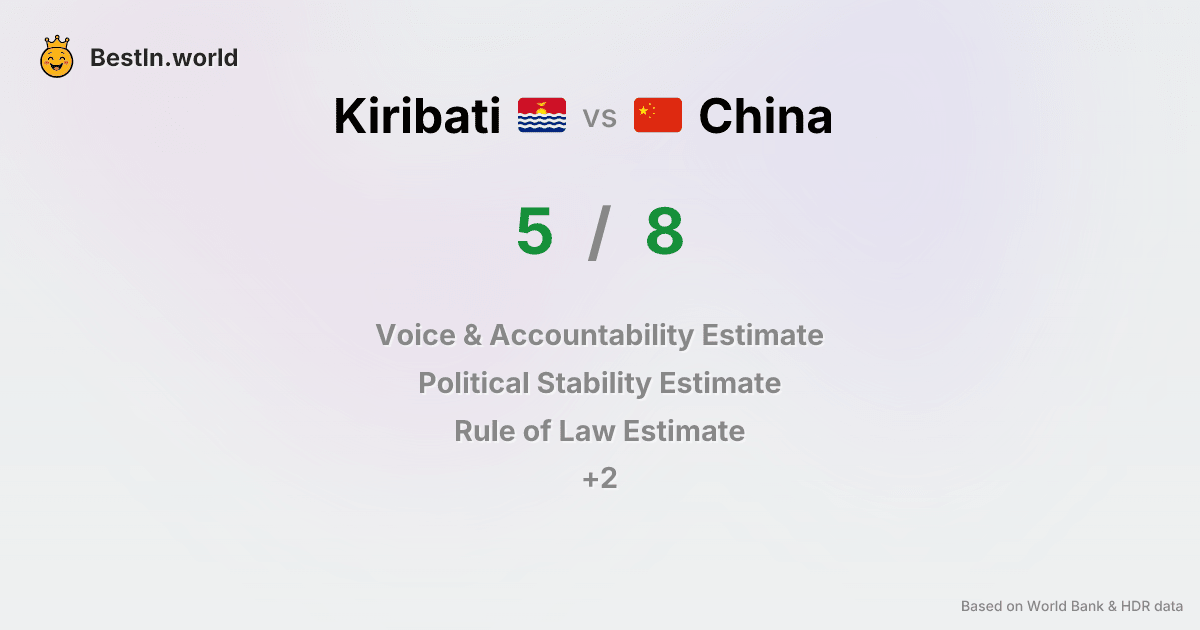 BestIn.world
Kiribati vs China
5 / 8
Voice & Accountability Estimate
Political Stability Estimate
Rule of Law Estimate
+2
Based on World Bank & HDR data